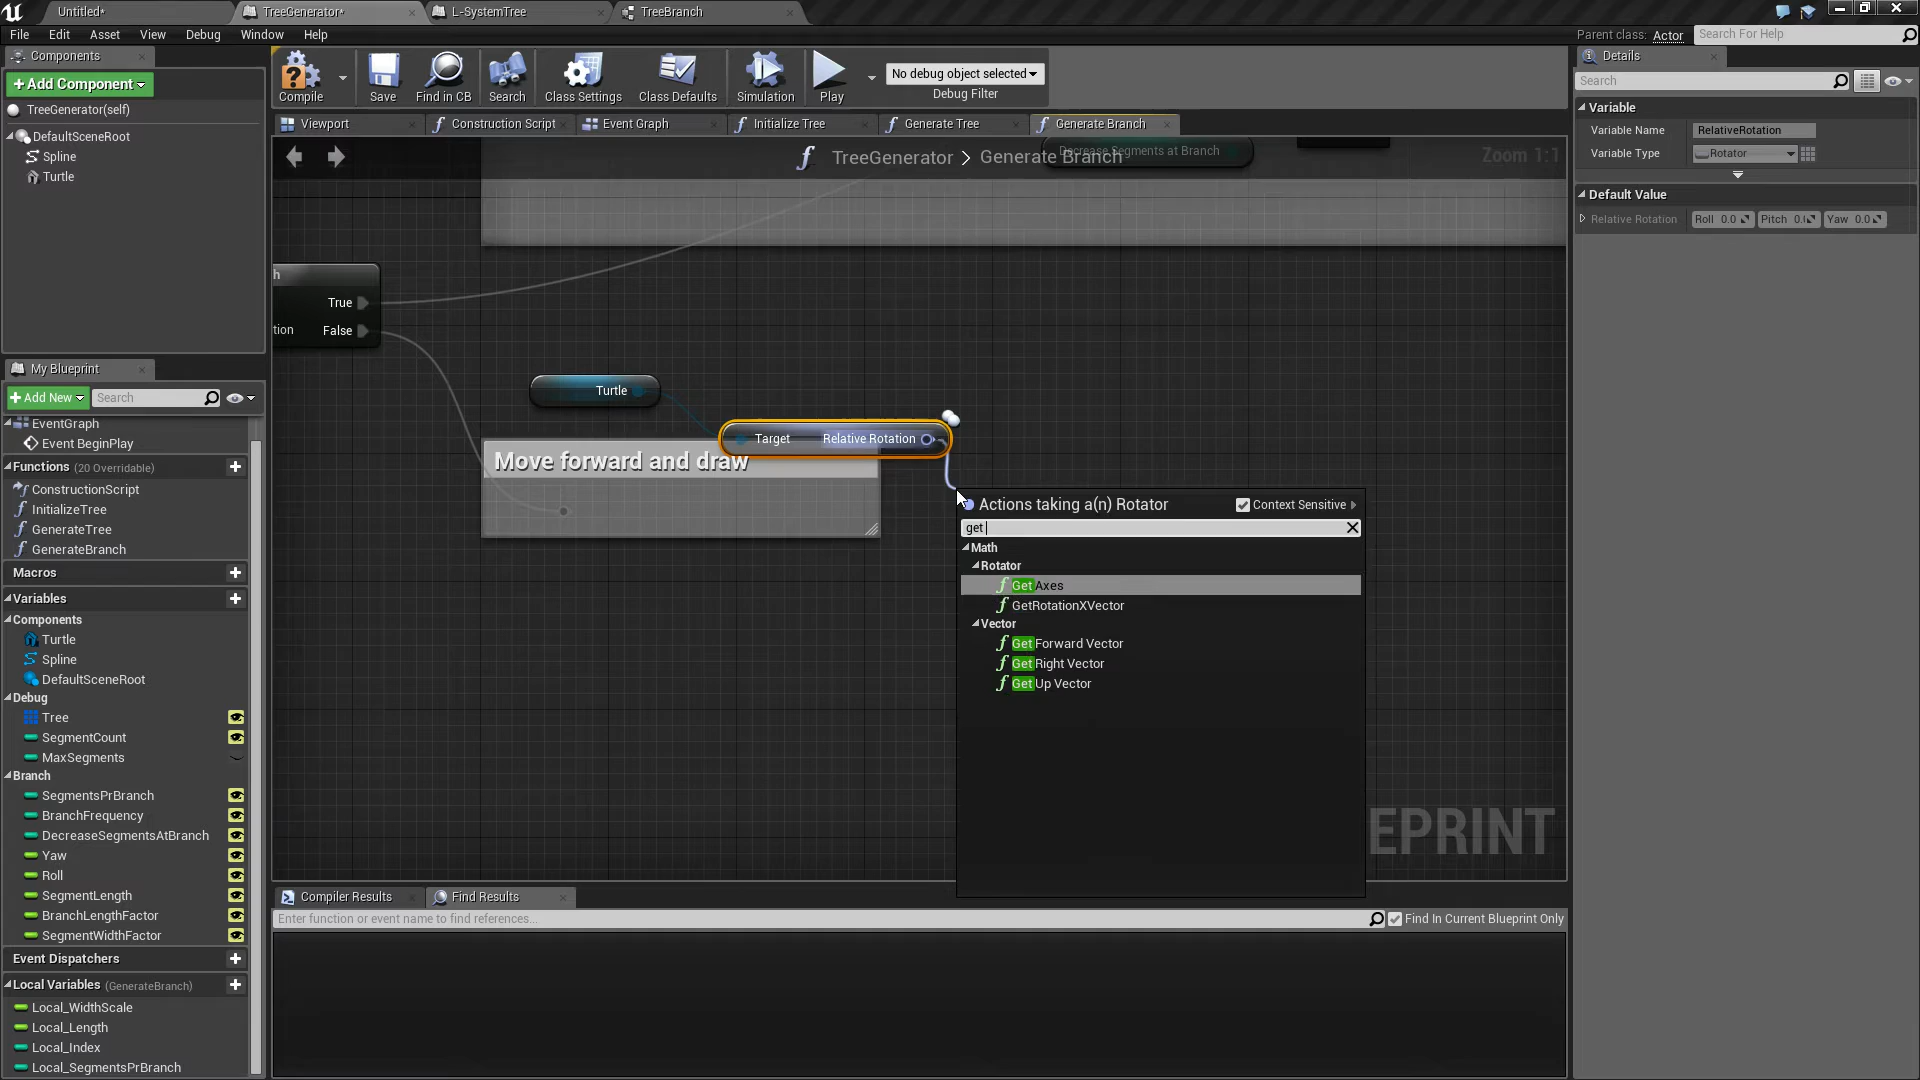 Untitled*
TreeGenerator*
L-SystemTree
TreeBranch
File Edit Asset View Debug Window Help
Parent class: Actor
Search For Help
Components
+Add Component
TreeGenerator(self)
DefaultSceneRoot
Spline
Turtle
Compile
Save
Find in CB
Search
Class Settings
Class Defaults
Simulation
Play
No debug object selected
Debug Filter
Viewport
Construction Script
Event Graph
Initialize Tree
Generate Tree
Generate Branch
TreeGenerator > Generate Branch
Decrease Segments at Branch
Zoom 1:1
h
True
tion
False
Turtle
Target
Relative Rotation
Move forward and draw
Actions taking a(n) Rotator
Context Sensitive
get
Math
Rotator
Get Axes
GetRotationXVector
Vector
Get Forward Vector
Get Right Vector
Get Up Vector
EPRINT
My Blueprint
+Add New
Search
EventGraph
Event BeginPlay
Functions (20 Overridable)
ConstructionScript
InitializeTree
GenerateTree
GenerateBranch
Macros
Variables
Components
Turtle
Spline
DefaultSceneRoot
Debug
Tree
SegmentCount
MaxSegments
Branch
SegmentsPrBranch
BranchFrequency
DecreaseSegmentsAtBranch
Yaw
Roll
SegmentLength
BranchLengthFactor
SegmentWidthFactor
Event Dispatchers
Local Variables (GenerateBranch)
Local_WidthScale
Local_Length
Local_Index
Local_SegmentsPrBranch
Compiler Results
Find Results
Enter function or event name to find references...
Find In Current Blueprint Only
Details
Search
Variable
Variable Name RelativeRotation
Variable Type Rotator
Default Value
Relative Rotation Roll 0.0 Pitch 0.( Yaw 0.0